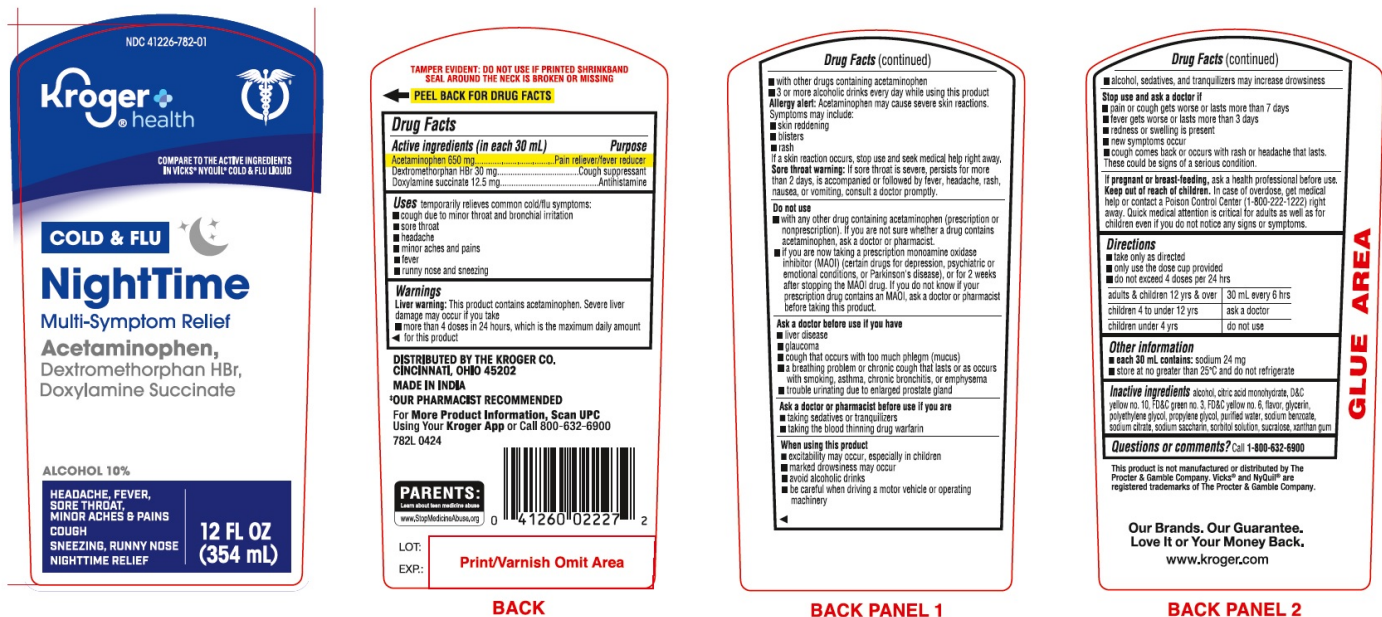 NDC 41226-782-01
Kroger
® health
COMPARE TO THE ACTIVE INGREDIENTS
IN VICKS® NYQUIL® COLD & FLU LIQUID
COLD & FLU
NightTime
Multi-Symptom Relief
Acetaminophen,
Dextromethorphan HBr,
Doxylamine Succinate
ALCOHOL 10%
HEADACHE, FEVER,
SORE THROAT,
MINOR ACHES & PAINS
COUGH
SNEEZING, RUNNY NOSE
NIGHTTIME RELIEF
12 FL OZ
(354 mL)
TAMPER EVIDENT: DO NOT USE IF PRINTED SHRINKBAND
SEAL AROUND THE NECK IS BROKEN OR MISSING
PEEL BACK FOR DRUG FACTS
Drug Facts
Active ingredients (in each 30 mL) Purpose
Acetaminophen 650 mg...Pain reliever/fever reducer
Dextromethorphan HBr 30 mg...Cough suppressant
Doxylamine succinate 12.5 mg...Antihistamine
Uses temporarily relieves common cold/flu symptoms:
■ cough due to minor throat and bronchial irritation
■ sore throat
■ headache
■ minor aches and pains
■ fever
■ runny nose and sneezing
Warnings
Liver warning: This product contains acetaminophen. Severe liver
damage may occur if you take
■ more than 4 doses in 24 hours, which is the maximum daily amount
◄ for this product
DISTRIBUTED BY THE KROGER CO.
CINCINNATI, OHIO 45202
MADE IN INDIA
‡OUR PHARMACIST RECOMMENDED
For More Product Information, Scan UPC
Using Your Kroger App or Call 800-632-6900
782L 0424
PARENTS:
Learn about teen medicine abuse
www.StopMedicineAbuse.org
0 41260 02227 2
LOT:
EXP.:
Print/Varnish Omit Area
BACK
Drug Facts (continued)
■ with other drugs containing acetaminophen
■ 3 or more alcoholic drinks every day while using this product
Allergy alert: Acetaminophen may cause severe skin reactions.
Symptoms may include:
■ skin reddening
■ blisters
■ rash
If a skin reaction occurs, stop use and seek medical help right away.
Sore throat warning: If sore throat is severe, persists for more
than 2 days, is accompanied or followed by fever, headache, rash,
nausea, or vomiting, consult a doctor promptly.
Do not use
■ with any other drug containing acetaminophen (prescription or
nonprescription). If you are not sure whether a drug contains
acetaminophen, ask a doctor or pharmacist.
■ if you are now taking a prescription monoamine oxidase
inhibitor (MAOI) (certain drugs for depression, psychiatric or
emotional conditions, or Parkinson's disease), or for 2 weeks
after stopping the MAOI drug. If you do not know if your
prescription drug contains an MAOI, ask a doctor or pharmacist
before taking this product.
Ask a doctor before use if you have
■ liver disease
■ glaucoma
■ cough that occurs with too much phlegm (mucus)
■ a breathing problem or chronic cough that lasts or as occurs
with smoking, asthma, chronic bronchitis, or emphysema
■ trouble urinating due to enlarged prostate gland
Ask a doctor or pharmacist before use if you are
■ taking sedatives or tranquilizers
■ taking the blood thinning drug warfarin
When using this product
■ excitability may occur, especially in children
■ marked drowsiness may occur
■ avoid alcoholic drinks
■ be careful when driving a motor vehicle or operating
machinery
◄
BACK PANEL 1
Drug Facts (continued)
■ alcohol, sedatives, and tranquilizers may increase drowsiness
Stop use and ask a doctor if
■ pain or cough gets worse or lasts more than 7 days
■ fever gets worse or lasts more than 3 days
■ redness or swelling is present
■ new symptoms occur
■ cough comes back or occurs with rash or headache that lasts.
These could be signs of a serious condition.
If pregnant or breast-feeding, ask a health professional before use.
Keep out of reach of children. In case of overdose, get medical
help or contact a Poison Control Center (1-800-222-1222) right
away. Quick medical attention is critical for adults as well as for
children even if you do not notice any signs or symptoms.
Directions
■ take only as directed
■ only use the dose cup provided
■ do not exceed 4 doses per 24 hrs
adults & children 12 yrs & over 30 mL every 6 hrs
children 4 to under 12 yrs ask a doctor
children under 4 yrs do not use
Other information
■ each 30 mL contains: sodium 24 mg
■ store at no greater than 25°C and do not refrigerate
Inactive ingredients alcohol, citric acid monohydrate, D&C
yellow no. 10, FD&C green no. 3, FD&C yellow no. 6, flavor, glycerin,
polyethylene glycol, propylene glycol, purified water, sodium benzoate,
sodium citrate, sodium saccharin, sorbitol solution, sucralose, xanthan gum
Questions or comments? Call 1-800-632-6900
This product is not manufactured or distributed by The
Procter & Gamble Company. Vicks® and NyQuil® are
registered trademarks of The Procter & Gamble Company.
Our Brands. Our Guarantee.
Love It or Your Money Back.
www.kroger.com
BACK PANEL 2
GLUE AREA